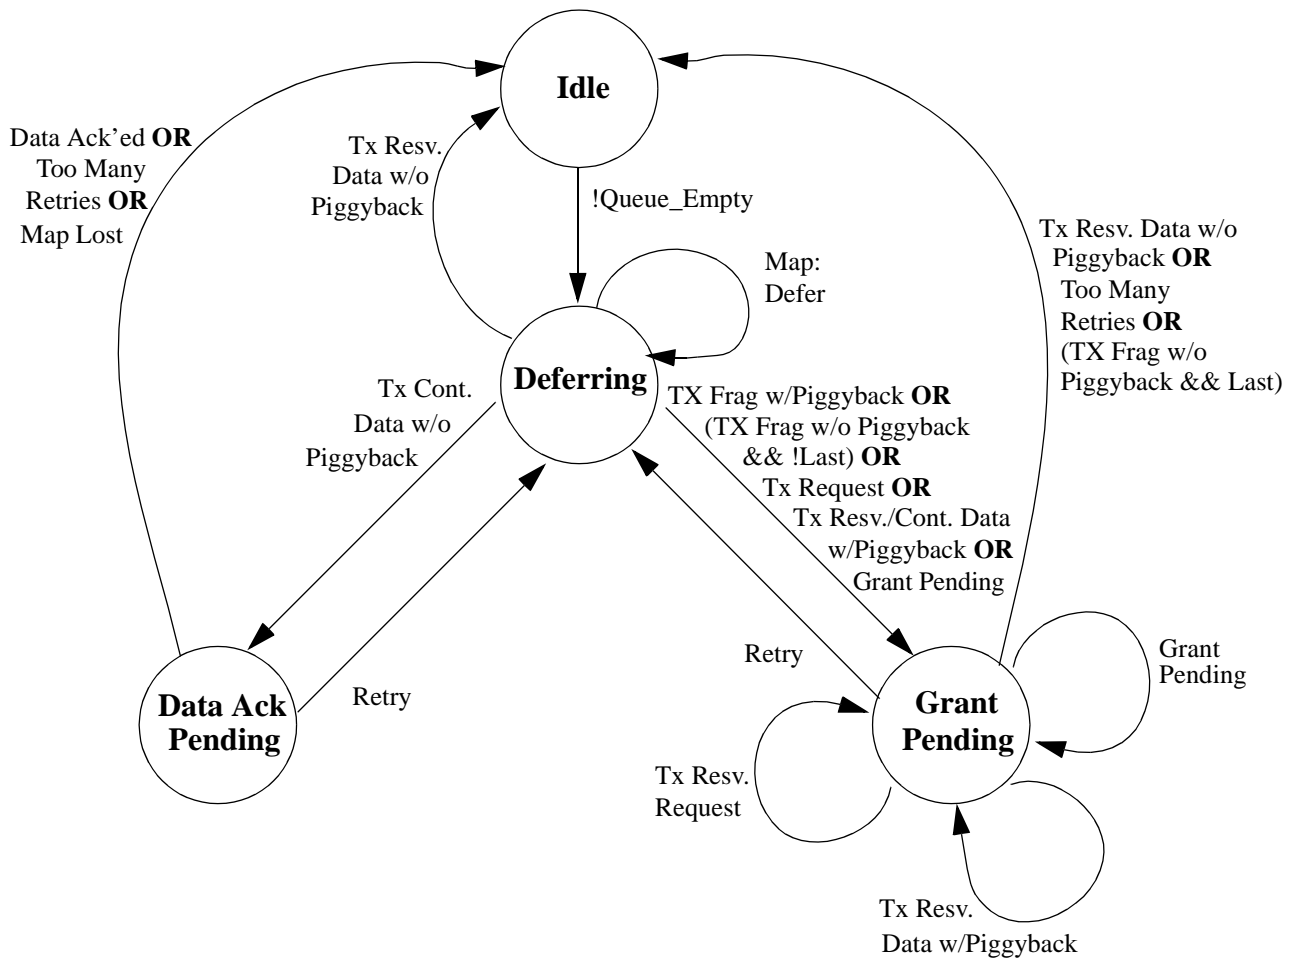 Idle
Data Ack'ed OR
Too Many
Retries OR
Map Lost
Tx Resv.
Data w/o
Piggyback
!Queue_Empty
Map:
Defer
Tx Resv. Data w/o
Piggyback OR
Too Many
Retries OR
(TX Frag w/o
Piggyback && Last)
Deferring
Tx Cont.
Data w/o
Piggyback
TX Frag w/Piggyback OR
(TX Frag w/o Piggyback
&& !Last) OR
Tx Request OR
Tx Resv./Cont. Data
w/Piggyback OR
Grant Pending
Retry
Retry
Data Ack
Pending
Grant
Pending
Grant
Pending
Tx Resv.
Request
Tx Resv.
Data w/Piggyback